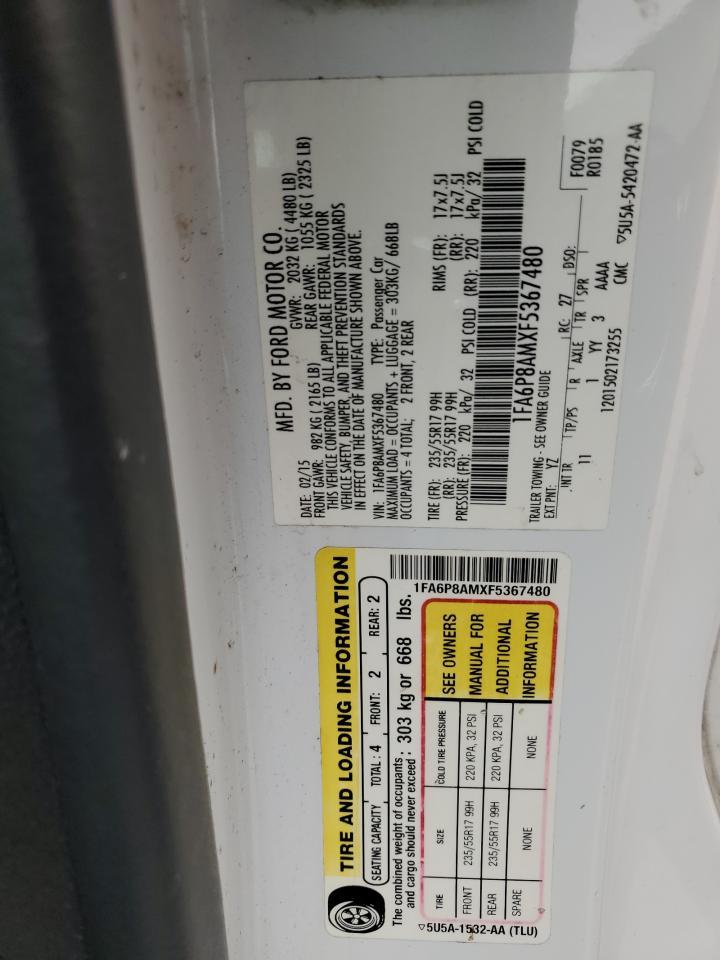 MFD. BY FORD MOTOR CO.
DATE: 02/15 GVWR: 2032 KG ( 4480 LB)
FRONT GAWR: 982 KG ( 2165 LB) REAR GAWR: 1055 KG ( 2325 LB)
THIS VEHICLE CONFORMS TO ALL APPLICABLE FEDERAL MOTOR
VEHICLE SAFETY, BUMPER, AND THEFT PREVENTION STANDARDS
IN EFFECT ON THE DATE OF MANUFACTURE SHOWN ABOVE.
VIN: 1FA6P8AMXF5367480 TYPE: Passenger Car
MAXIMUM LOAD = OCCUPANTS + LUGGAGE = 303KG/ 668LB
OCCUPANTS = 4 TOTAL: 2 FRONT, 2 REAR
TIRE (FR): 235/55R17 99H RIMS (FR): 17x7.5J
(RR): 235/55R17 99H (RR): 17x7.5J
PRESSURE (FR): 220 kPa/ 32 PSI COLD (RR): 220 kPa/ 32 PSI COLD
1FA6P8AMXF5367480
TRAILER TOWING - SEE OWNER GUIDE
EXT PNT: YZ RC: 27 DSO: F0079
R0185
INT TR TP/PS R AXLE TR SPR
11 1 YY 3 AAAA
1201502173255 CMC ▽5U5A-5420472-AA
TIRE AND LOADING INFORMATION
SEATING CAPACITY TOTAL: 4 FRONT: 2 REAR: 2
The combined weight of occupants
and cargo should never exceed : 303 kg or 668 lbs.
1FA6P8AMXF5367480
TIRE SIZE COLD TIRE PRESSURE SEE OWNERS
FRONT 235/55R17 99H 220 KPA, 32 PSI MANUAL FOR
REAR 235/55R17 99H 220 KPA, 32 PSI ADDITIONAL
SPARE NONE NONE INFORMATION
▽5U5A-1532-AA (TLU)